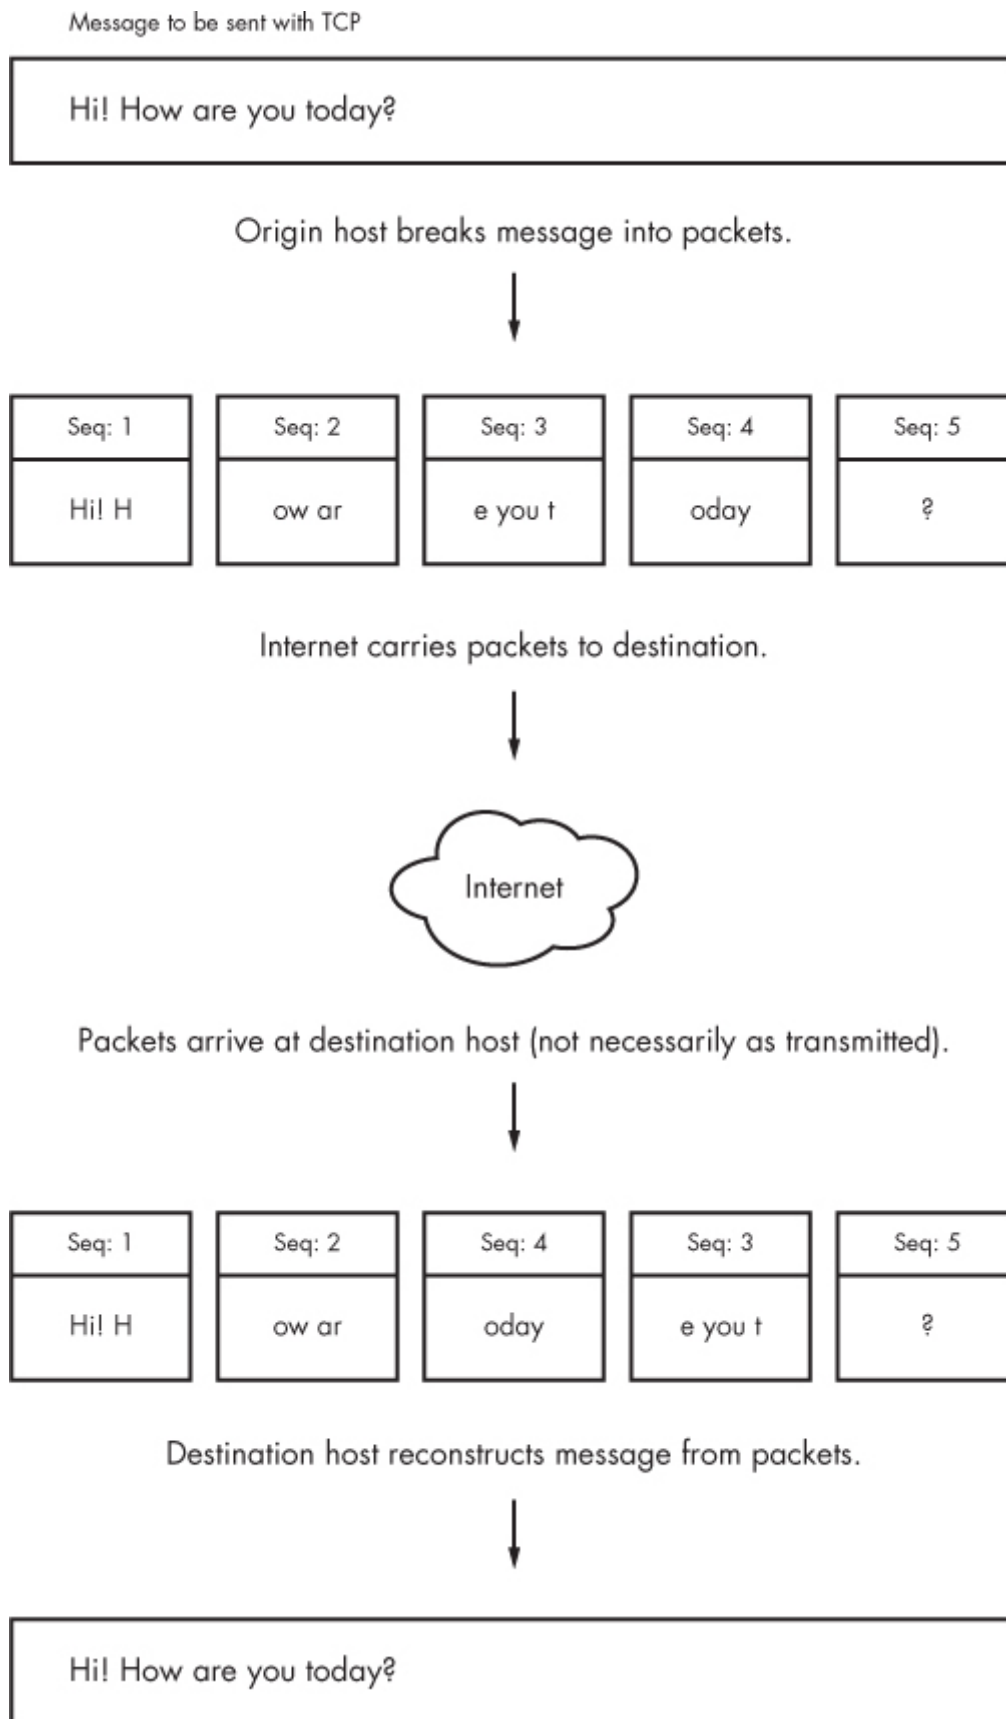 Message to be sent with TCP
Hi! How are you today?
Origin host breaks message into packets.
Seq: 1 Seq: 2 Seq: 3 Seq: 4 Seq: 5
Hi! H ow ar e you t oday ?
Internet carries packets to destination.
Internet
Packets arrive at destination host (not necessarily as transmitted).
Seq: 1 Seq: 2 Seq: 4 Seq: 3 Seq: 5
Hi! H ow ar oday e you t ?
Destination host reconstructs message from packets.
Hi! How are you today?